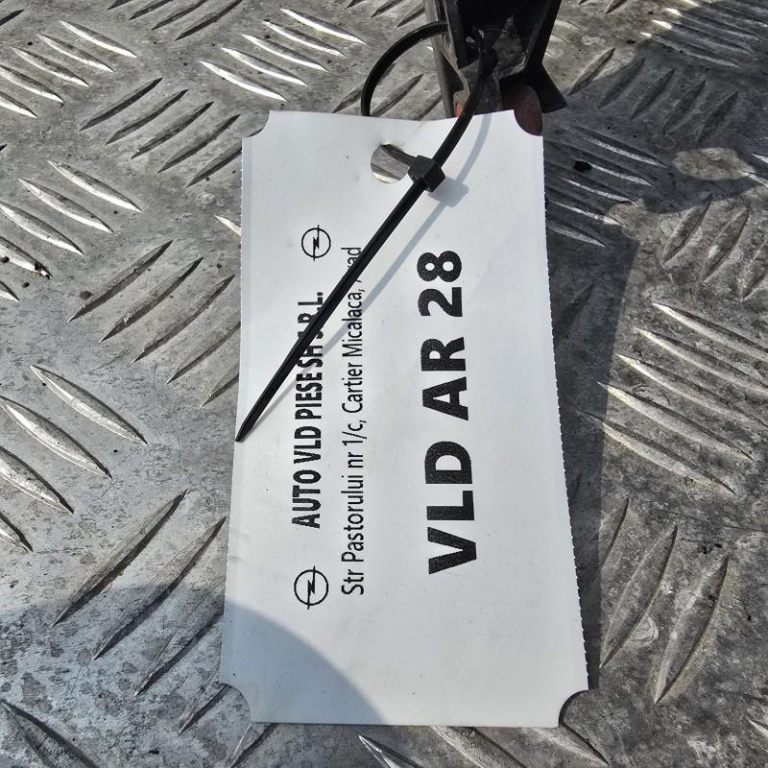 AUTO VLD PIESE SH S.R.L.
Str Pastorului nr 1/c, Cartier Micalaca,
VLD AR 28